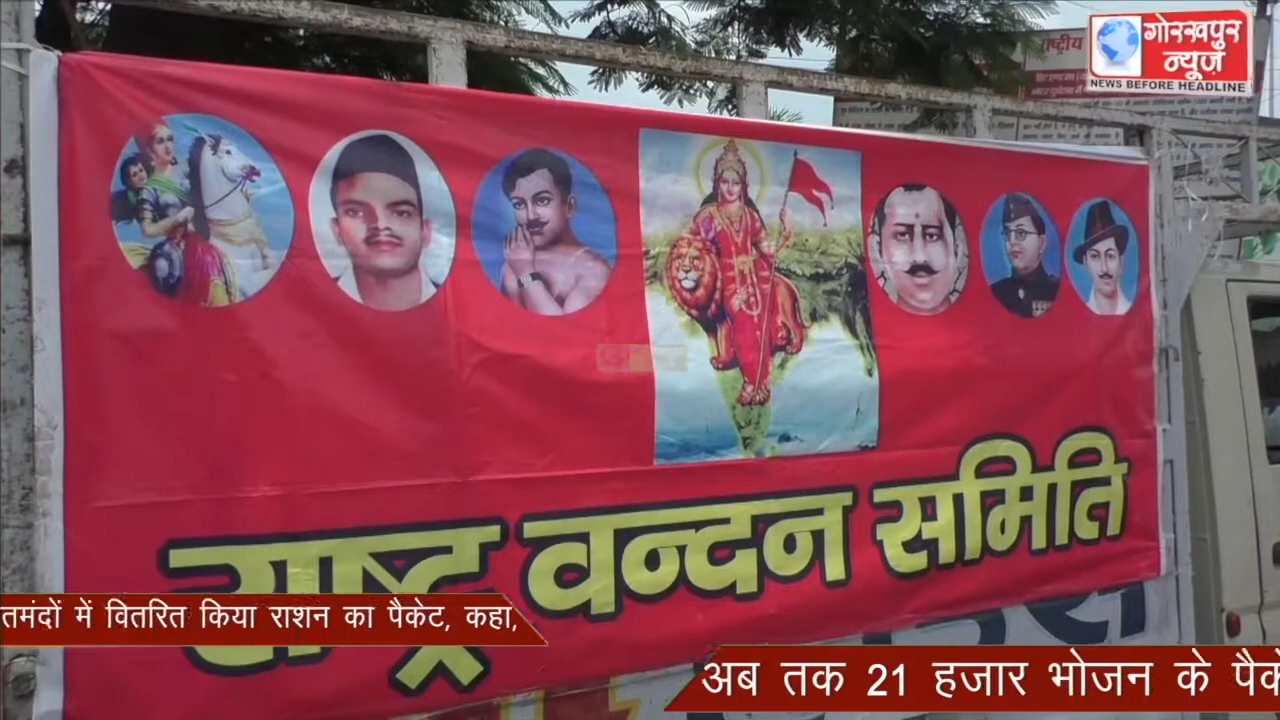 राष्ट्रीय
गोरखपुर
न्यूज़
NEWS BEFORE HEADLINE
राष्ट्र वन्दन समिति
तमंदों में वितरित किया राशन का पैकेट, कहा,
अब तक 21 हजार भोजन के पैके